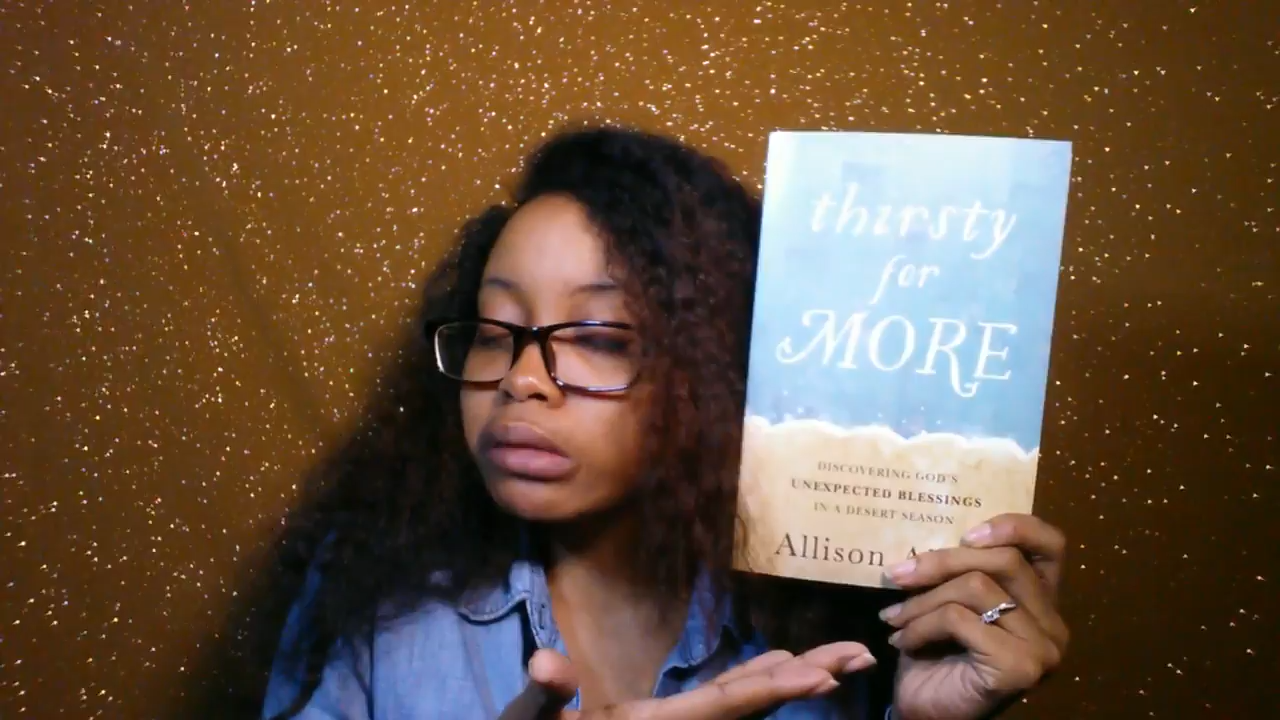 thirsty
for
MORE
DISCOVERING GOD'S
UNEXPECTED BLESSINGS
IN A DESERT SEASON
Allison